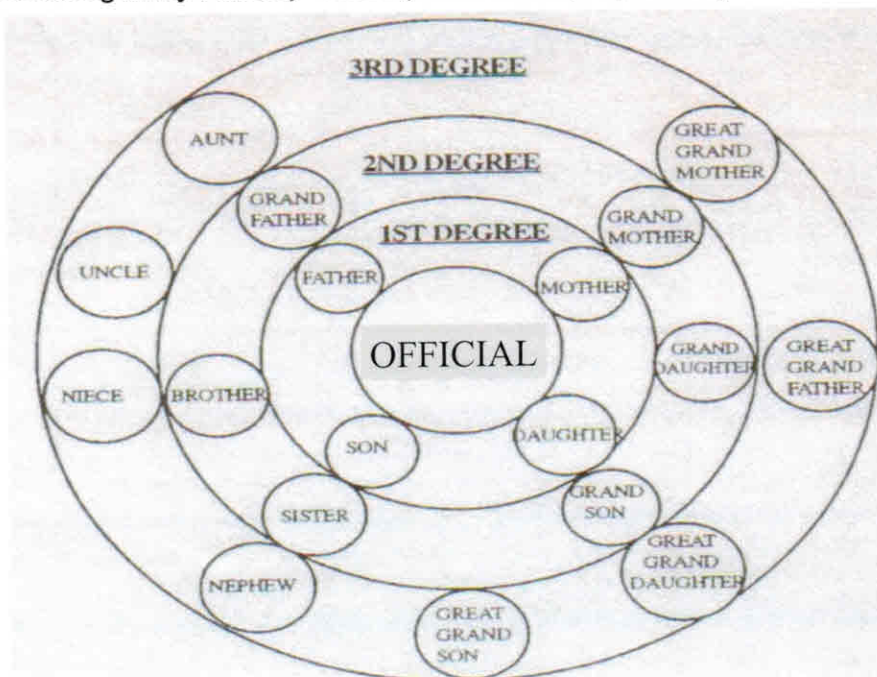 3RD DEGREE
AUNT
GREAT
GRAND
MOTHER
2ND DEGREE
GRAND
FATHER
GRAND
MOTHER
1ST DEGREE
UNCLE
FATHER
MOTHER
OFFICIAL
GRAND
DAUGHTER
GREAT
GRAND
FATHER
NIECE
BROTHER
SON
DAUGHTER
SISTER
GRAND
SON
NEPHEW
GREAT
GRAND
DAUGHTER
GREAT
GRAND
SON